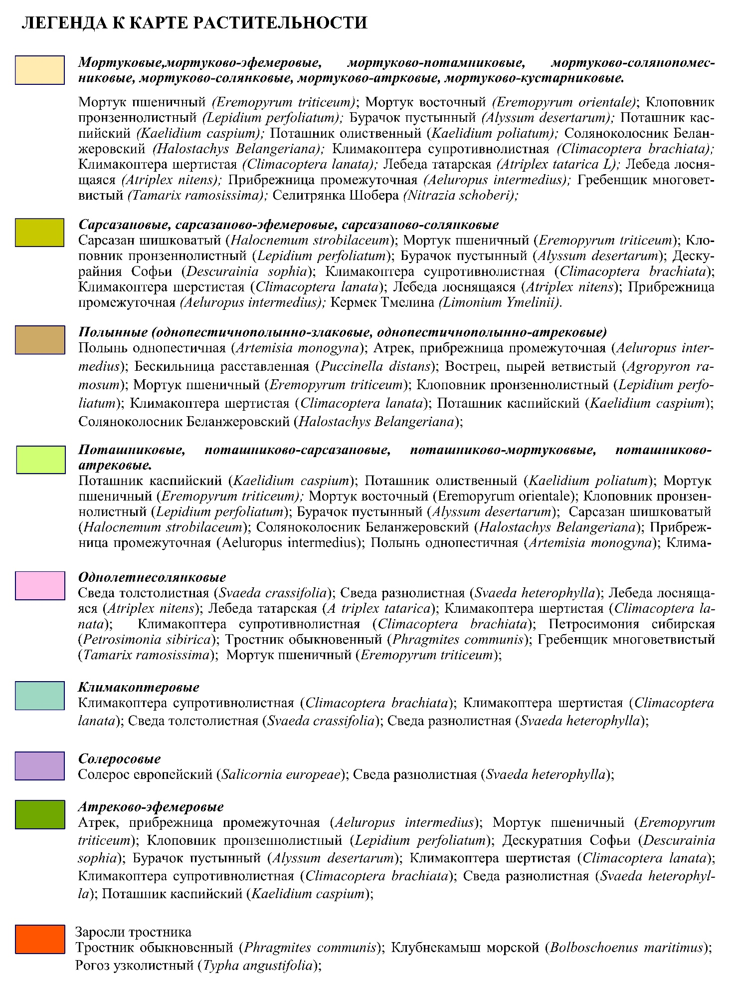 ЛЕГЕНДА К КАРТЕ РАСТИТЕЛЬНОСТИ
Мортуковые,мортуково-эфемеровые, мортуково-потамниковые, мортуково-солянопомес-
никовые, мортуково-солянковые, мортуково-атрковые, мортуково-кустарниковые.
Мортук пшеничный (Eremopyrum triticeum); Мортук восточный (Eremopyrum orientale); Клоповник
пронзеннолистный (Lepidium perfoliatum); Бурачок пустынный (Alyssum desertarum); Поташник кас-
пийский (Kaelidium caspium); Поташник олиственный (Kaelidium poliatum); Соляноколосник Белан-
жеровский (Halostachys Belangeriana); Климакоптера супротивнолистная (Climacoptera brachiata);
Климакоптера шертистая (Climacoptera lanata); Лебеда татарская (Atriplex tatarica L); Лебеда лосня-
щаяся (Atriplex nitens); Прибрежница промежуточная (Aeluropus intermedius); Гребенщик многовет-
вистый (Tamarix ramosissima); Селитрянка Шобера (Nitrazia schoberi);
Сарсазановые, сарсазаново-эфемеровые, сарсазаново-солянковые
Сарсазан шишковатый (Halocnemum strobilaceum); Мортук пшеничный (Eremopyrum triticeum); Кло-
повник пронзеннолистный (Lepidium perfoliatum); Бурачок пустынный (Alyssum desertarum); Деску-
райния Софьи (Descurainia sophia); Климакоптера супротивнолистная (Climacoptera brachiata);
Климакоптера шерстистая (Climacoptera lanata); Лебеда лоснящаяся (Atriplex nitens); Прибрежница
промежуточная (Aeluropus intermedius); Кермек Тмелина (Limonium Ymelinii).
Полынные (однопестичнополынно-злаковые, однопестичнополынно-атрековые)
Полынь однопестичная (Artemisia monogyna); Атрек, прибрежница промежуточная (Aeluropus inter-
medius); Бескильница расставленная (Puccinella distans); Вострец, пырей ветвистый (Agropyron ra-
mosum); Мортук пшеничный (Eremopyrum triticeum); Клоповник пронзеннолистный (Lepidium perfo-
liatum); Климакоптера шертистая (Climacoptera lanata); Поташник каспийский (Kaelidium caspium);
Соляноколосник Беланжеровский (Halostachys Belangeriana);
Поташниковые, поташниково-сарсазановые, поташниково-мортуковвые, поташниково-
атрековые.
Поташник каспийский (Kaelidium caspium); Поташник олиственный (Kaelidium poliatum); Мортук
пшеничный (Eremopyrum triticeum); Мортук восточный (Eremopyrum orientale); Клоповник пронзен-
нолистный (Lepidium perfoliatum); Бурачок пустынный (Alyssum desertarum); Сарсазан шишковатый
(Halocnemum strobilaceum); Соляноколосник Беланжеровский (Halostachys Belangeriana); Прибреж-
ница промежуточная (Aeluropus intermedius); Полынь однопестичная (Artemisia monogyna); Клима-
Однолетнесолянковые
Сведа толстолистная (Svaeda crassifolia); Сведа разнолистная (Svaeda heterophylla); Лебеда лосняща-
яся (Atriplex nitens); Лебеда татарская (A triplex tatarica); Климакоптера шертистая (Climacoptera la-
nata); Климакоптера супротивнолистная (Climacoptera brachiata); Петросимония сибирская
(Petrosimonia sibirica); Тростник обыкновенный (Phragmites communis); Гребенщик многоветвистый
(Tamarix ramosissima); Мортук пшеничный (Eremopyrum triticeum);
Климакоптеровые
Климакоптера супротивнолистная (Climacoptera brachiata); Климакоптера шертистая (Climacoptera
lanata); Сведа толстолистная (Svaeda crassifolia); Сведа разнолистная (Svaeda heterophylla);
Солеросовые
Солерос европейский (Salicornia europeae); Сведа разнолистная (Svaeda heterophylla);
Атреково-эфемеровые
Атрек, прибрежница промежуточная (Aeluropus intermedius); Мортук пшеничный (Eremopyrum
triticeum); Клоповник пронзеннолистный (Lepidium perfoliatum); Дескуратния Софьи (Descurainia
sophia); Бурачок пустынный (Alyssum desertarum); Климакоптера шертистая (Climacoptera lanata);
Климакоптера супротивнолистная (Climacoptera brachiata); Сведа разнолистная (Svaeda heterophyl-
la); Поташник каспийский (Kaelidium caspium);
Заросли тростника
Тростник обыкновенный (Phragmites communis); Клубнекамыш морской (Bolboschoenus maritimus);
Рогоз узколистный (Typha angustifolia);